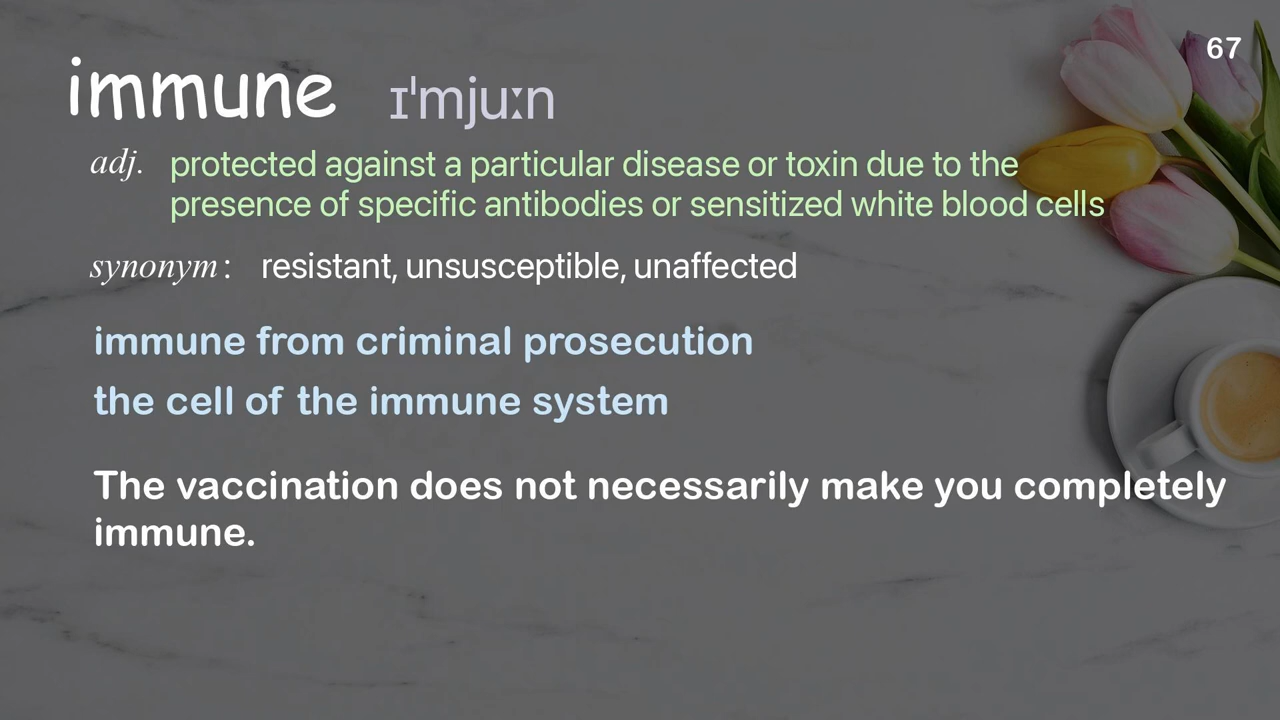 67
immune ɪˈmjuːn
adj. protected against a particular disease or toxin due to the
presence of specific antibodies or sensitized white blood cells
synonym: resistant, unsusceptible, unaffected
immune from criminal prosecution
the cell of the immune system
The vaccination does not necessarily make you completely
immune.